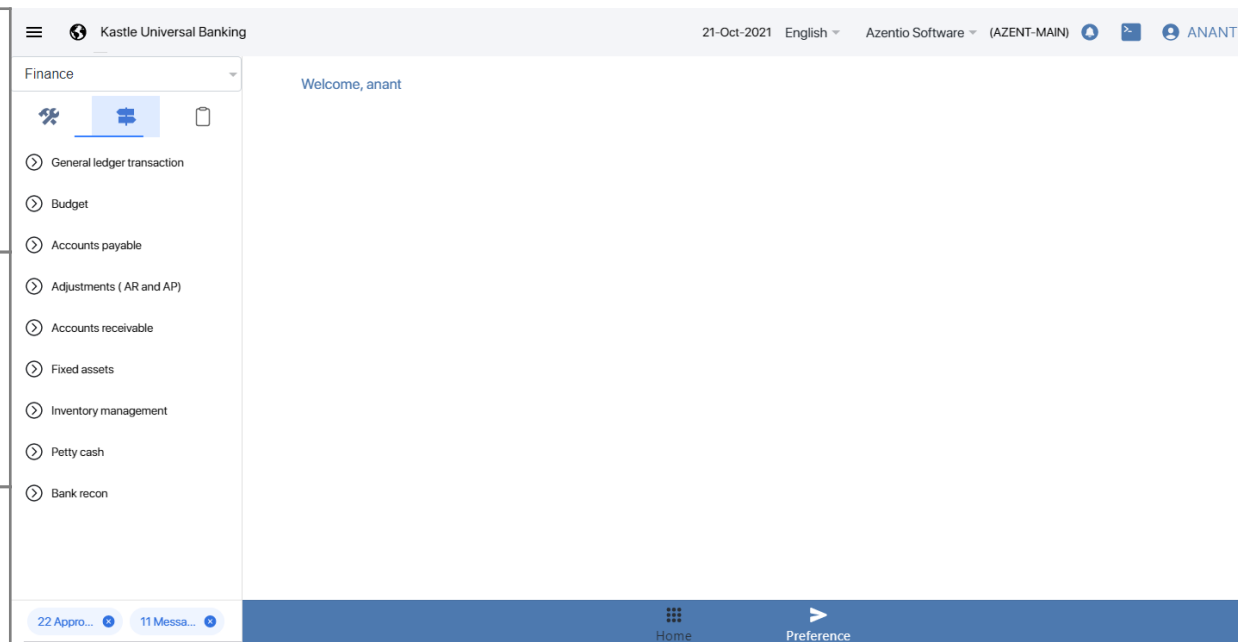 Kastle Universal Banking 21-Oct-2021 English Azentio Software (AZENT-MAIN) ANANT
Finance
Welcome, anant
General ledger transaction
Budget
Accounts payable
Adjustments ( AR and AP)
Accounts receivable
Fixed assets
Inventory management
Petty cash
Bank recon
22 Appro... 11 Messa...
Home Preference